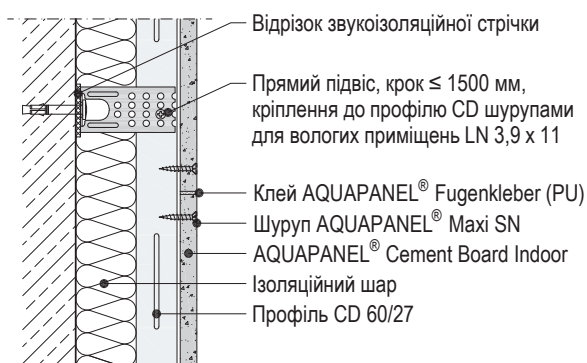 Відрізок звукоізоляційної стрічки
Прямий підвіс, крок ≤ 1500 мм,
кріплення до профілю CD шурупами
для вологих приміщень LN 3,9 x 11
Клей AQUAPANEL® Fugenkleber (PU)
Шуруп AQUAPANEL® Maxi SN
AQUAPANEL® Cement Board Indoor
Ізоляційний шар
Профіль CD 60/27